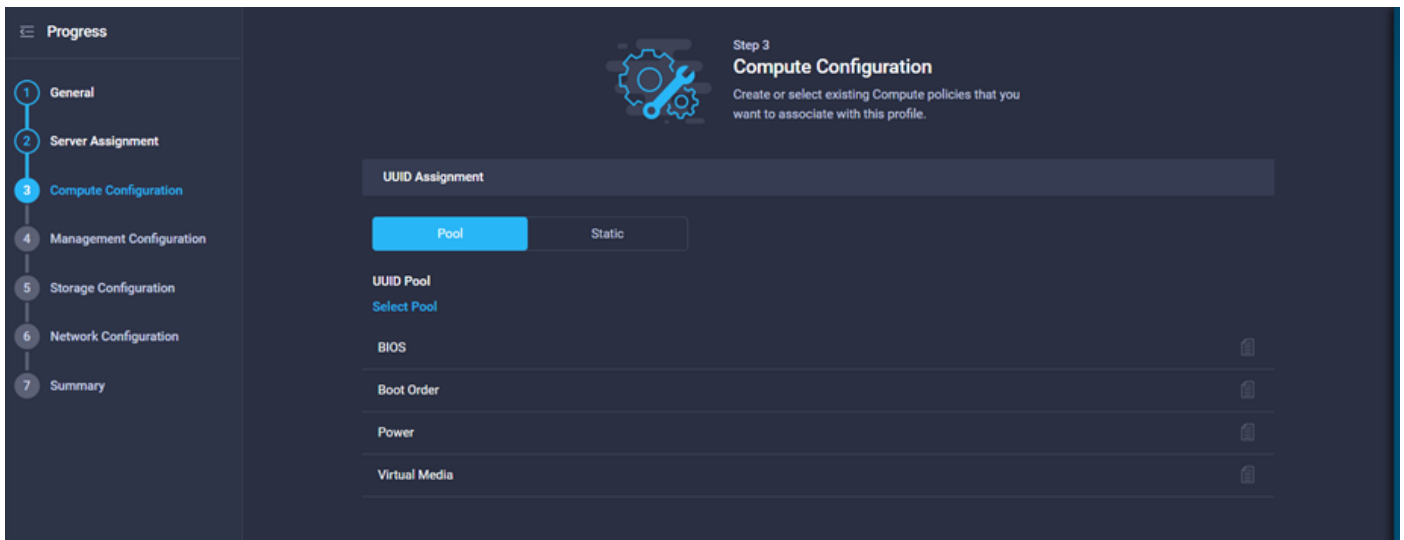 Progress
1 General
2 Server Assignment
3 Compute Configuration
4 Management Configuration
5 Storage Configuration
6 Network Configuration
7 Summary
Step 3
Compute Configuration
Create or select existing Compute policies that you
want to associate with this profile.
UUID Assignment
Pool Static
UUID Pool
Select Pool
BIOS
Boot Order
Power
Virtual Media